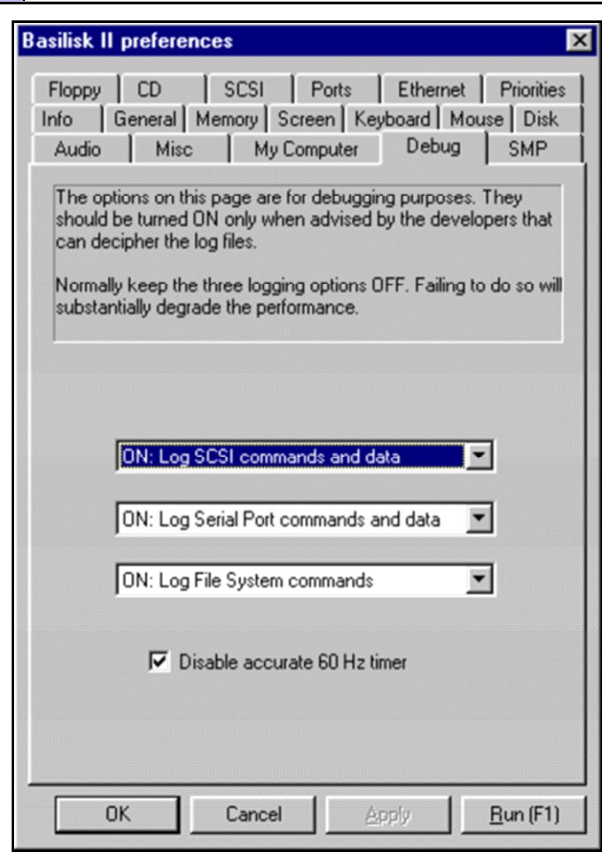 Basilisk II preferences
Floppy CD SCSI Ports Ethernet Priorities
Info General Memory Screen Keyboard Mouse Disk
Audio Misc My Computer Debug SMP
The options on this page are for debugging purposes. They
should be turned ON only when advised by the developers that
can decipher the log files.
Normally keep the three logging options OFF. Failing to do so will
substantially degrade the performance.
ON: Log SCSI commands and data
ON: Log Serial Port commands and data
ON: Log File System commands
Disable accurate 60 Hz timer
OK Cancel Apply Run (F1)